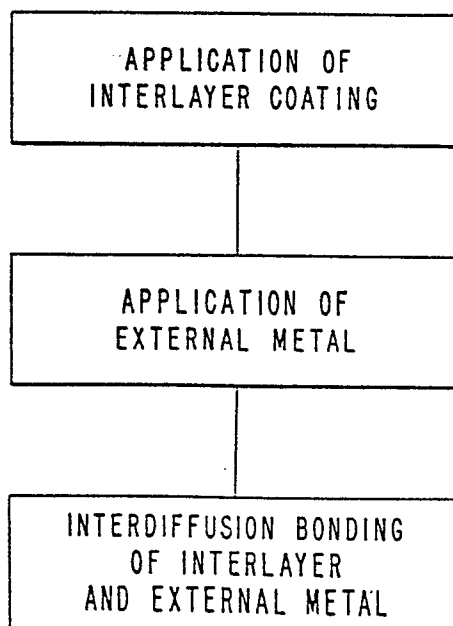 APPLICATION OF
INTERLAYER COATING
APPLICATION OF
EXTERNAL METAL
INTERDIFFUSION BONDING
OF INTERLAYER
AND EXTERNAL METAL